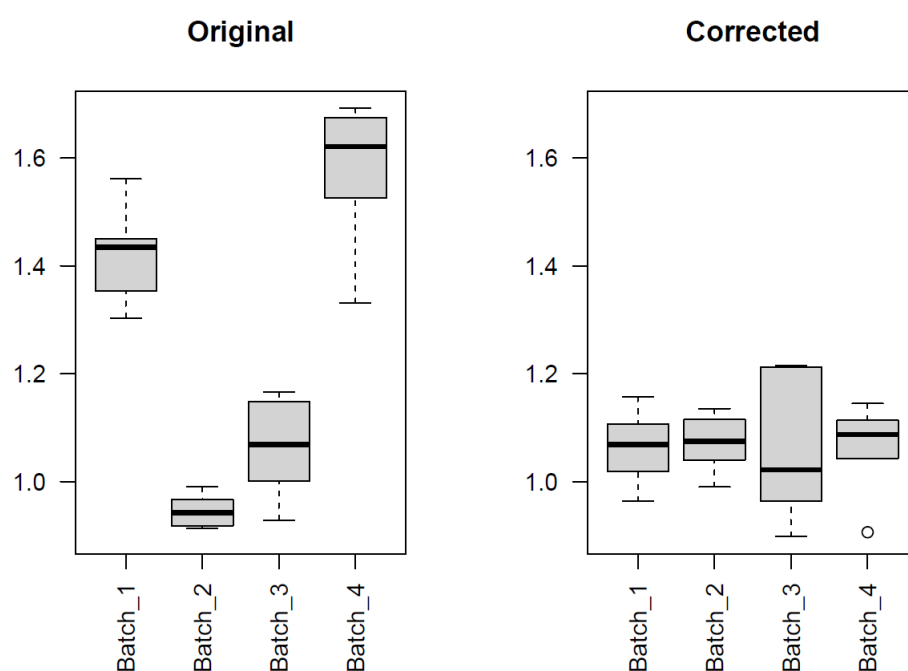 Original
1.6
1.4
1.2
1.0
Batch_1
Batch_2
Batch_3
Batch_4
Corrected
1.6
1.4
1.2
1.0
Batch_1
Batch_2
Batch_3
Batch_4